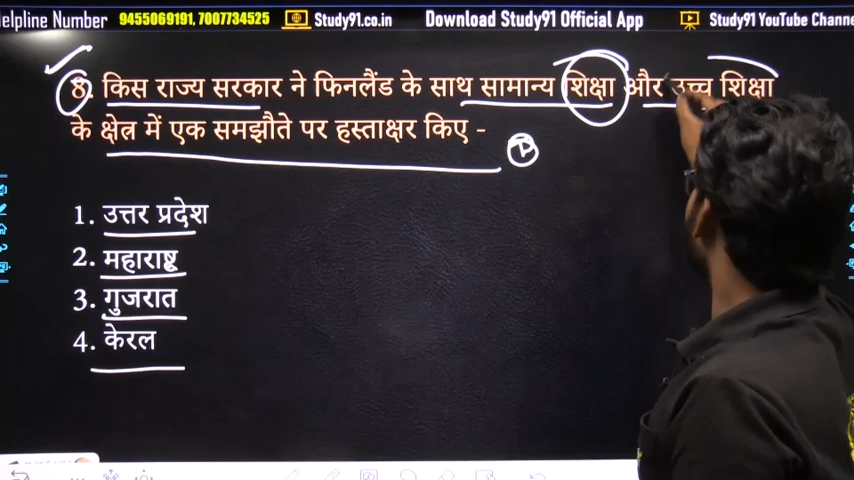 elpline Number 9455069191, 7007734525 Study91.co.in Download Study91 Official App Study91 YouTube Channe
8. किस राज्य सरकार ने फिनलैंड के साथ सामान्य शिक्षा और उच्च शिक्षा
के क्षेत्र में एक समझौते पर हस्ताक्षर किए -
1. उत्तर प्रदेश
2. महाराष्ट्र
3. गुजरात
4. केरल